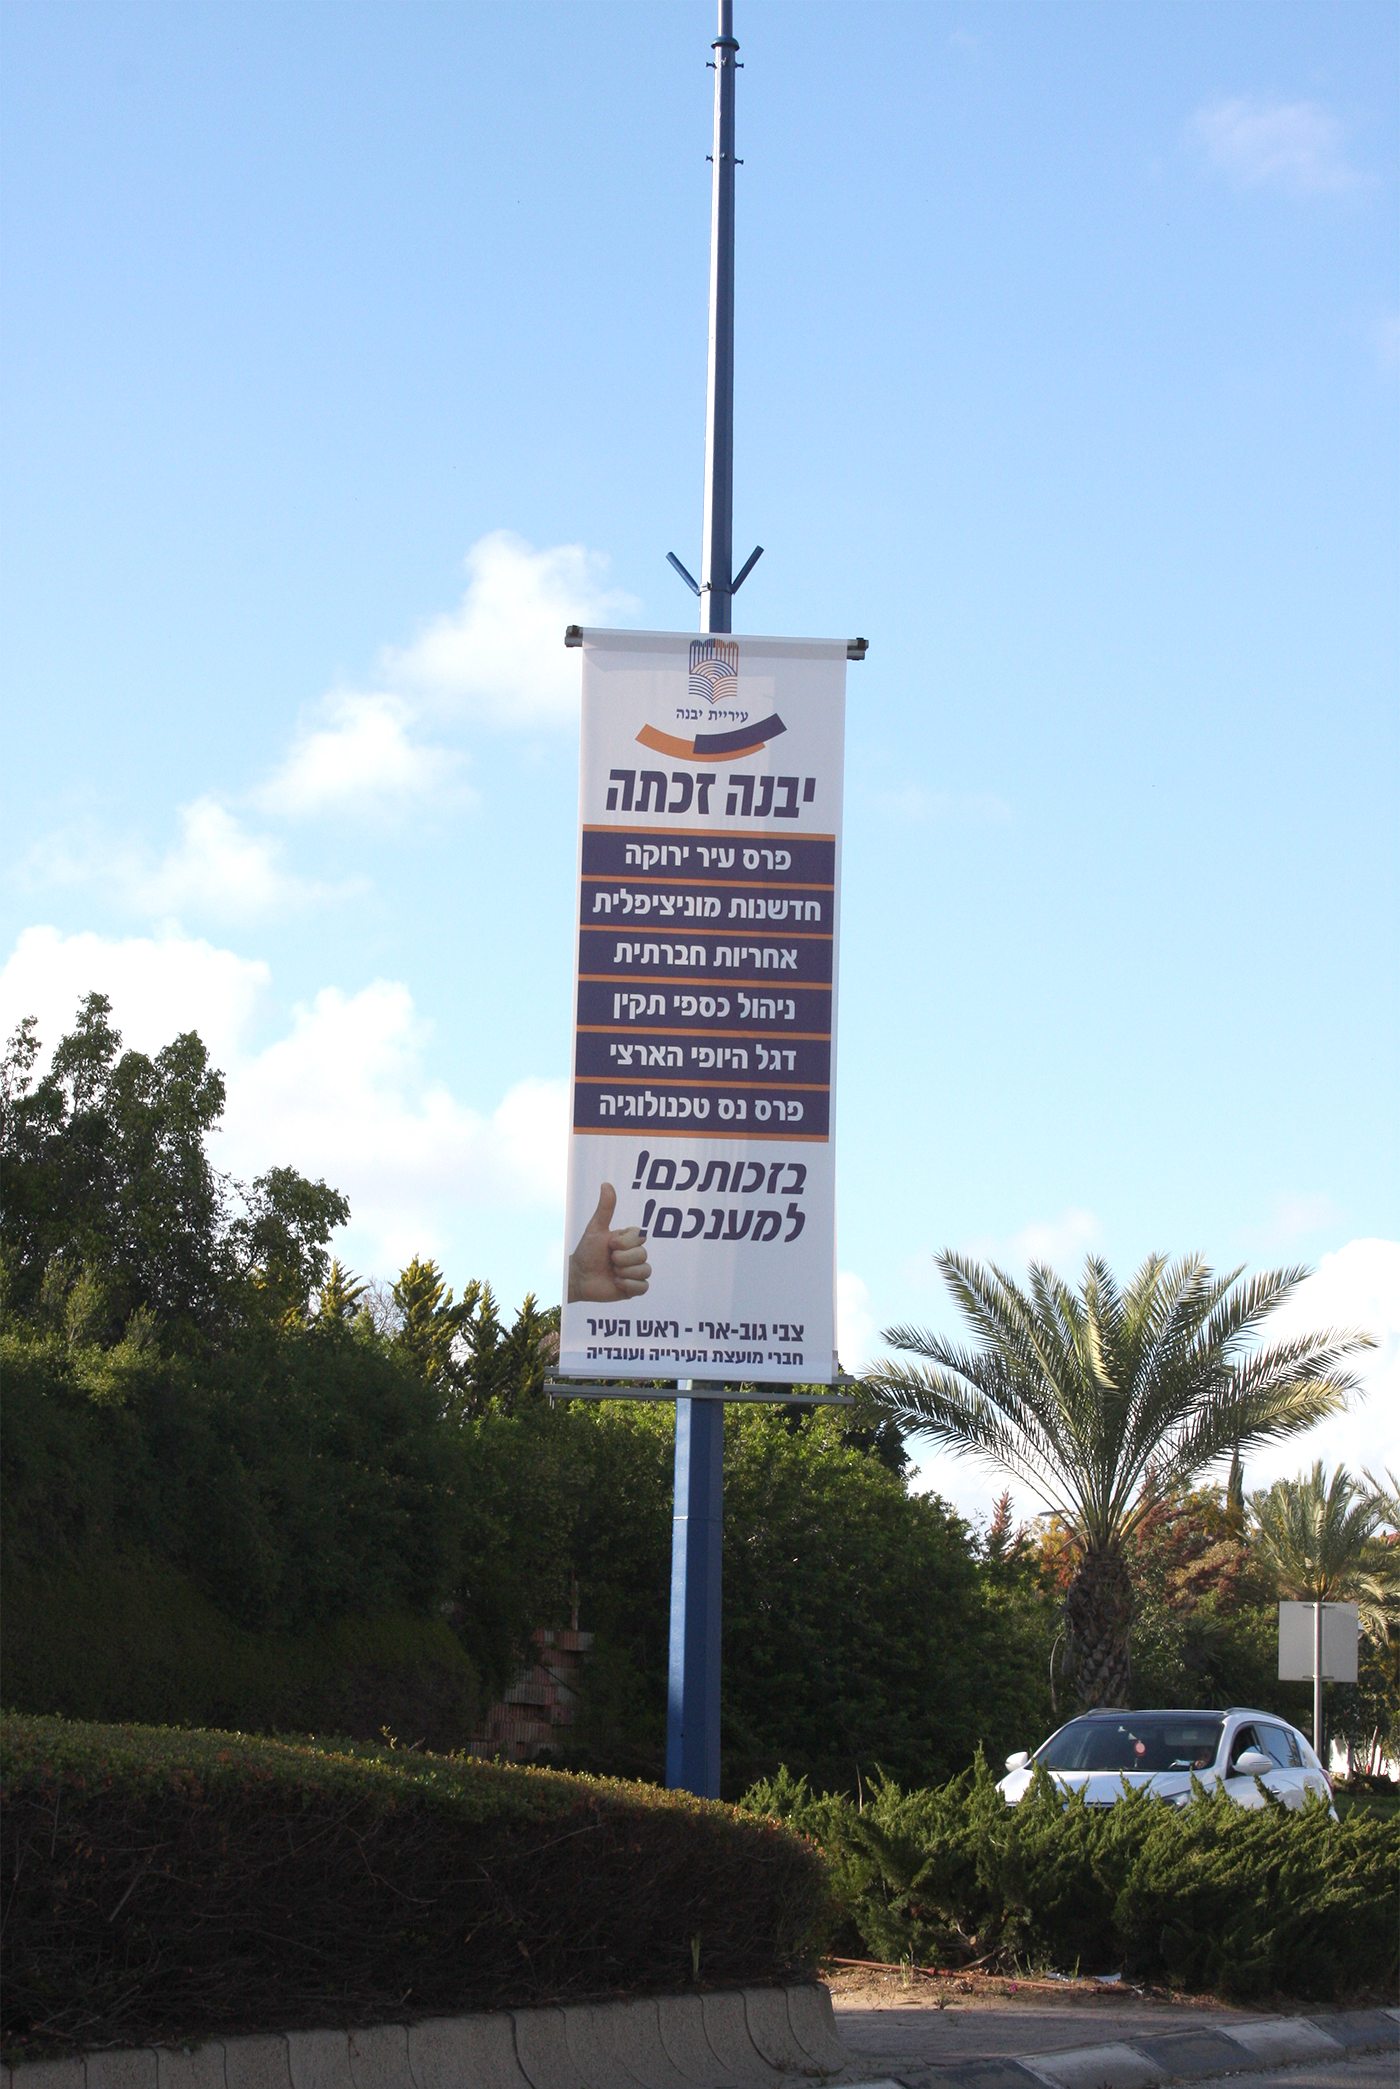 עיריית יבנה
יבנה זכתה
פרס עיר ירוקה
חדשנות מוניציפלית
אחריות חברתית
ניהול כספי תקין
דגל היופי הארצי
פרס נס טכנולוגיה
בזכותכם!
למענכם!
צבי גוב-ארי - ראש העיר
חברי מועצת העירייה ועובדיה